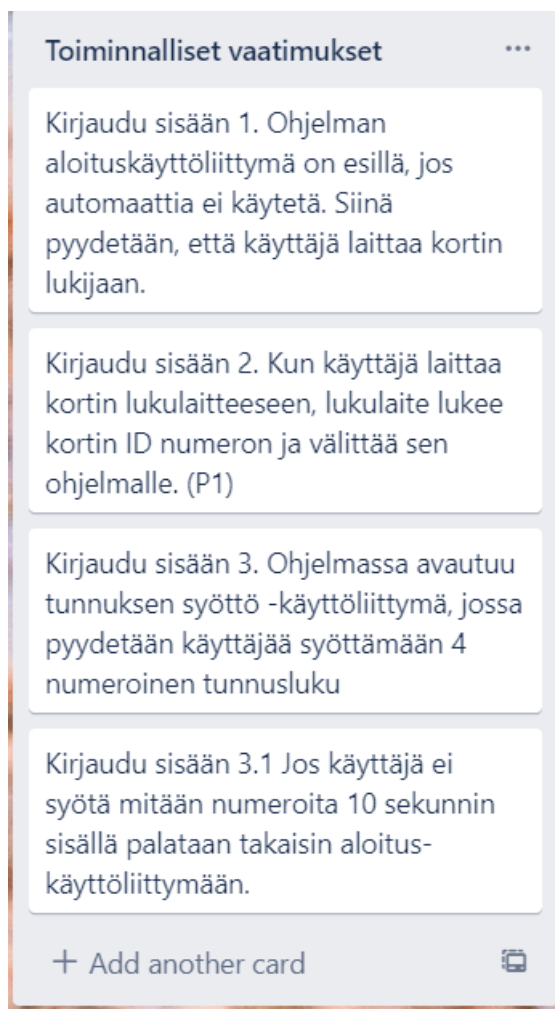 Toiminnalliset vaatimukset
Kirjaudu sisään 1. Ohjelman
aloituskäyttöliittymä on esillä, jos
automaattia ei käytetä. Siinä
pyydetään, että käyttäjä laittaa kortin
lukijaan.
Kirjaudu sisään 2. Kun käyttäjä laittaa
kortin lukulaitteeseen, lukulaite lukee
kortin ID numeron ja välittää sen
ohjelmalle. (P1)
Kirjaudu sisään 3. Ohjelmassa avautuu
tunnuksen syöttö -käyttöliittymä, jossa
pyydetään käyttäjää syöttämään 4
numeroinen tunnusluku
Kirjaudu sisään 3.1 Jos käyttäjä ei
syötä mitään numeroita 10 sekunnin
sisällä palataan takaisin aloitus-
käyttöliittymään.
+ Add another card